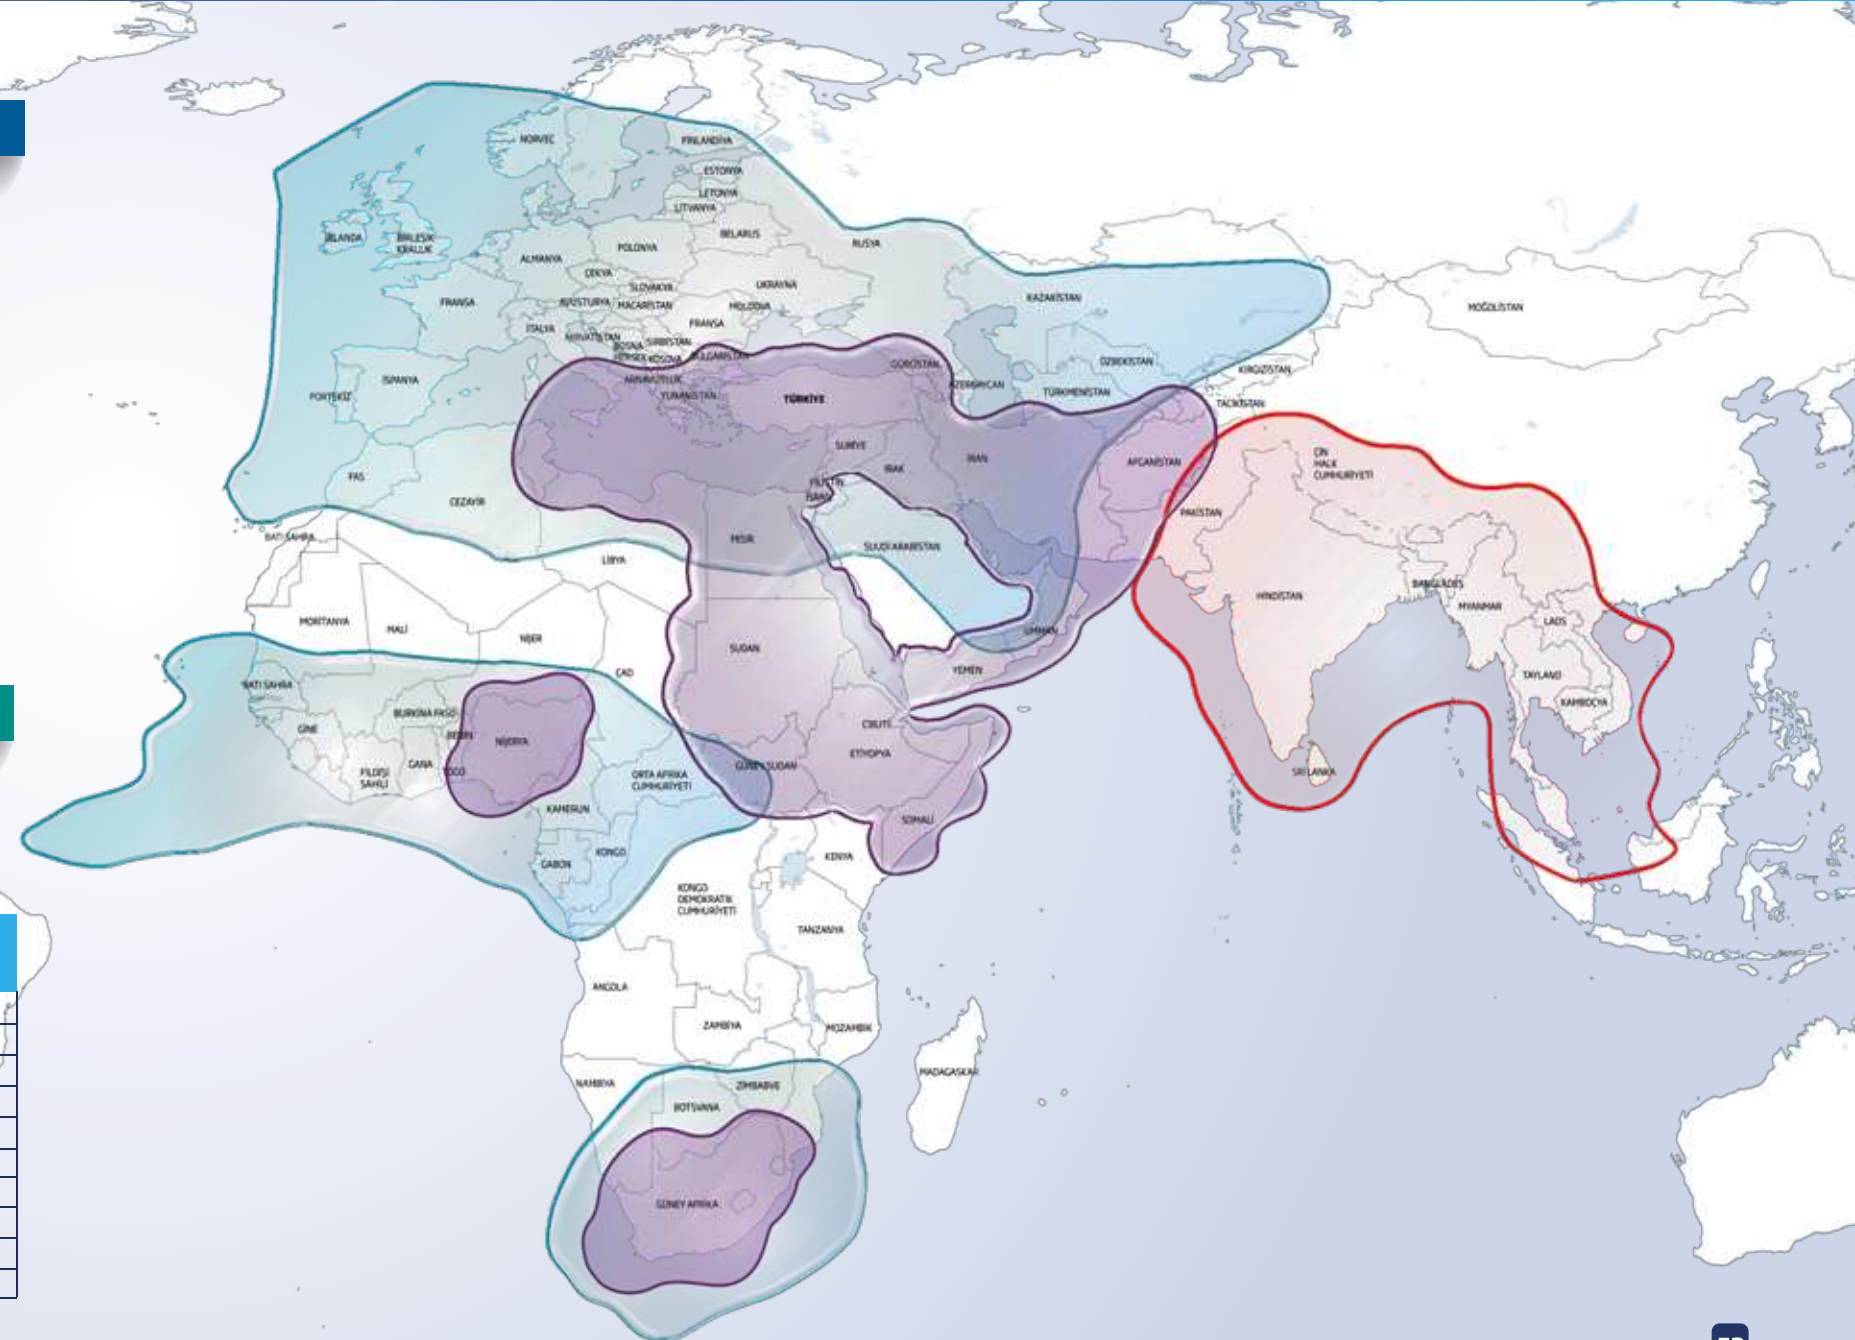 NORVEÇ
FİNLANDİYA
ESTONYA
LETONYA
LİTVANYA
İRLANDA
BİRLEŞİK
KRALLIK
BELARUS
RUSYA
POLONYA
ALMANYA
ÇEKYA
SLOVAKYA
UKRAYNA
FRANSA
AVUSTURYA
MACARİSTAN
MOLDOVA
KAZAKİSTAN
MOĞOLİSTAN
İTALYA
FRANSA
HIRVATİSTAN
BOSNA
HERSEK
SIRBİSTAN
KOSOVA
BULGARİSTAN
GÜRCİSTAN
ÖZBEKİSTAN
KIRGIZİSTAN
İSPANYA
PORTEKİZ
ARNAVUTLUK
YUNANİSTAN
TÜRKİYE
AZERBAYCAN
TÜRKMENİSTAN
TACİKİSTAN
SURİYE
IRAK
İRAN
AFGANİSTAN
ÇİN
HALK
CUMHURİYETİ
FAS
CEZAYİR
FİLİSTİN
PAKİSTAN
BATI SAHRA
MISIR
SUUDİ ARABİSTAN
LİBYA
BANGLADEŞ
HİNDİSTAN
MYANMAR
MORİTANYA
MALİ
NİJER
SUDAN
UMMAN
LAOS
ÇAD
YEMEN
TAYLAND
BATI SAHRA
KAMBOÇYA
BURKİNA FASO
GİNE
BENİN
NİJERYA
CİBUTİ
ETİYOPYA
GANA
TOGO
FİLDİŞİ
SAHİLİ
GÜNEY SUDAN
ORTA AFRİKA
CUMHURİYETİ
SRİ LANKA
KAMERUN
SOMALİ
GABON
KONGO
KENYA
KONGO
DEMOKRATİK
CUMHURİYETİ
TANZANYA
ANGOLA
ZAMBİYA
MOZAMBİK
MADAGASKAR
NAMİBYA
ZİMBABVE
BOTSVANA
GÜNEY AFRİKA